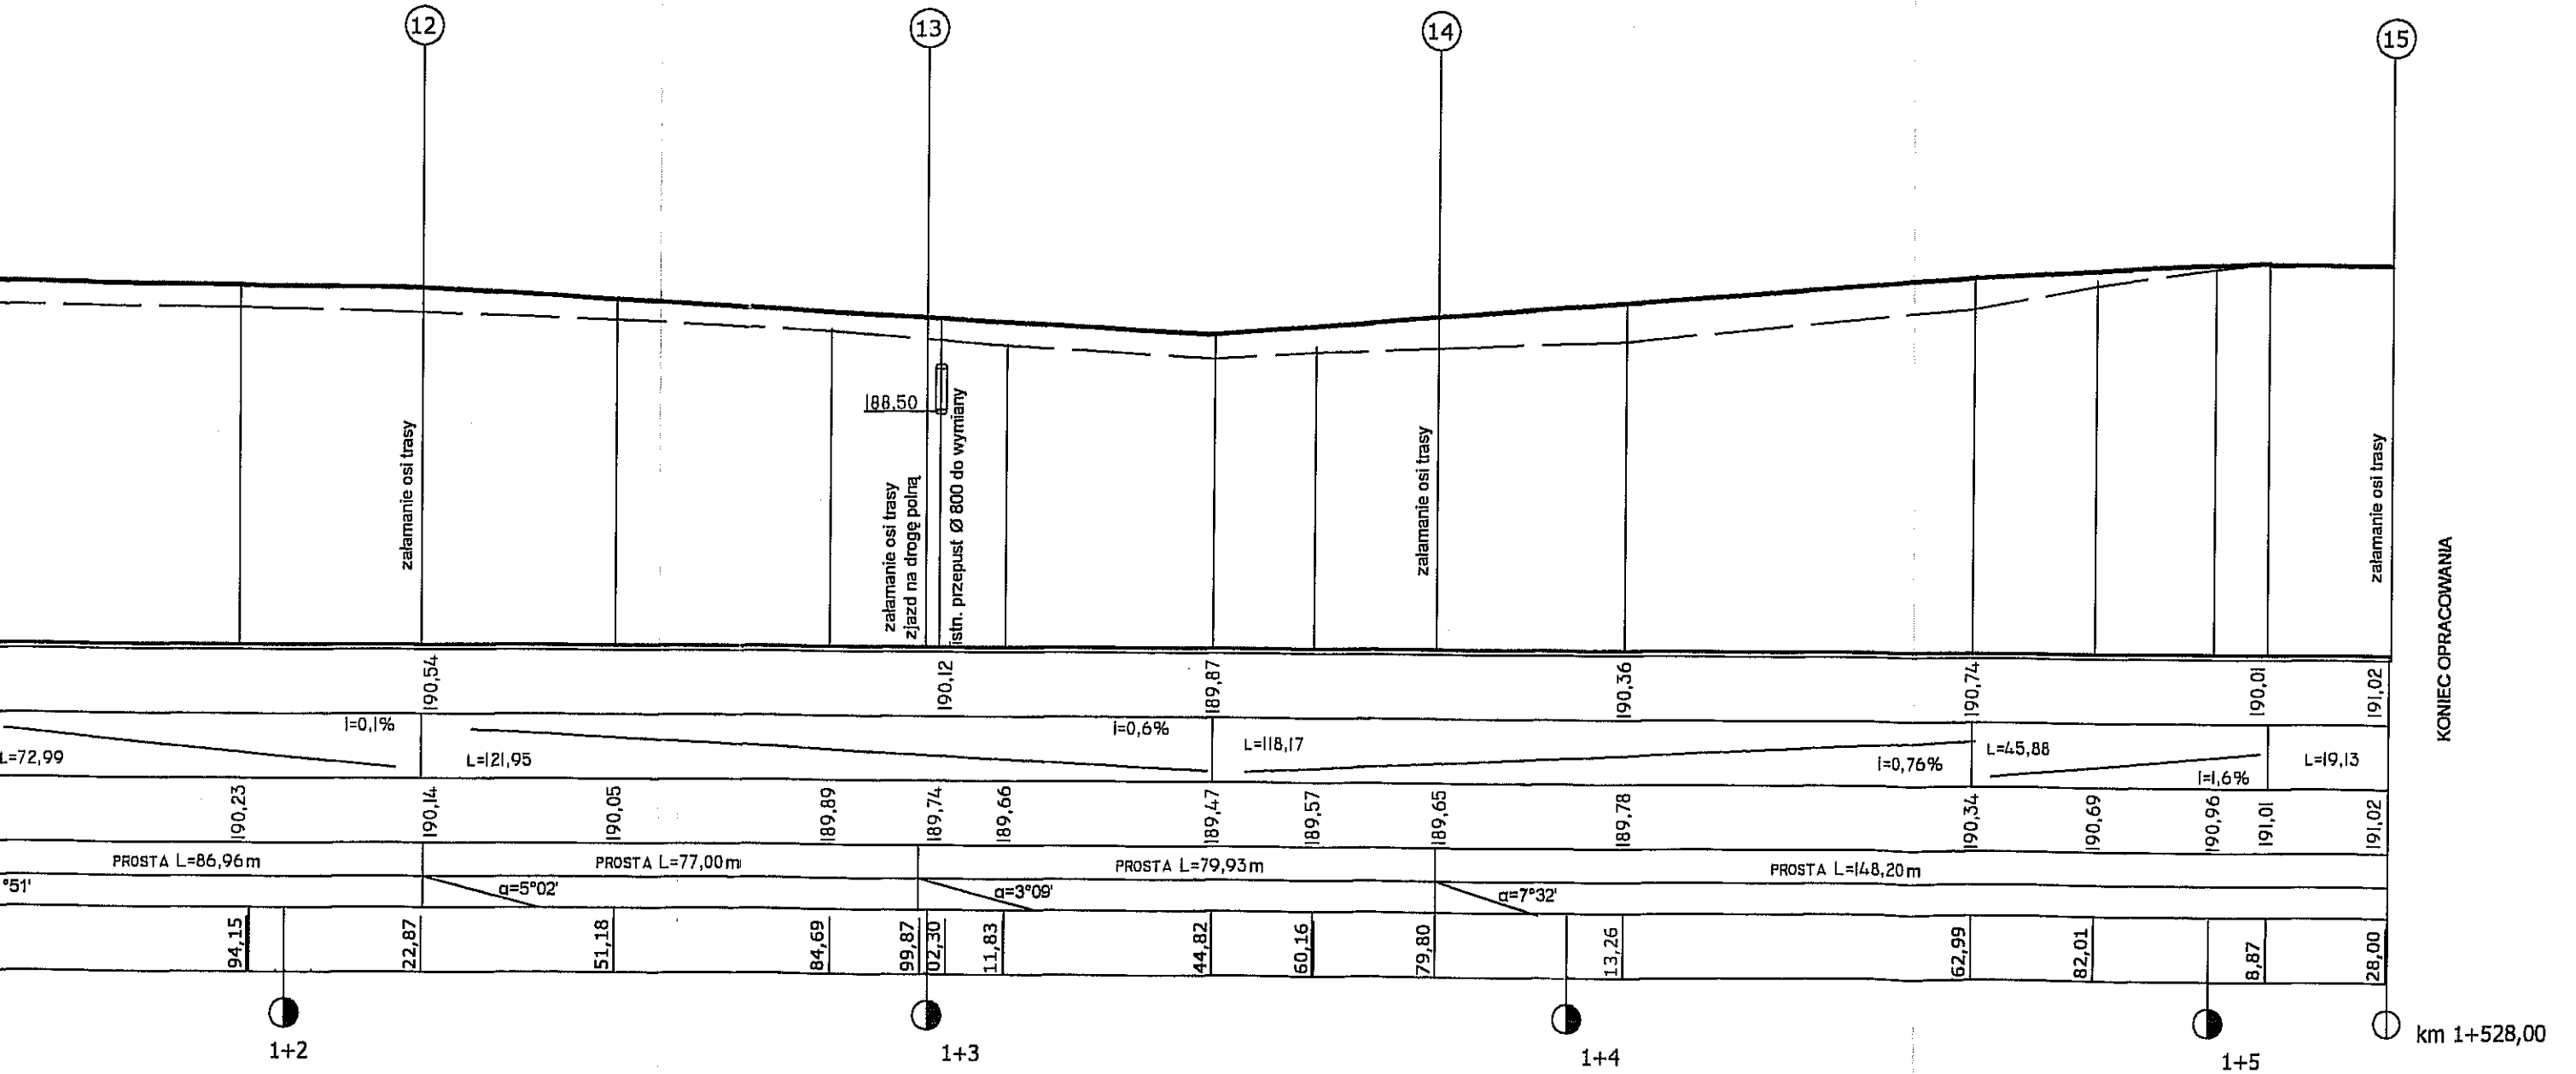 12
13
14
15
załamanie osi trasy
załamanie osi trasy
zjazd na drogę polną
188,50
istn. przepust Ø 800 do wymiany
załamanie osi trasy
załamanie osi trasy
KONIEC OPRACOWANIA
190,54
190,12
189,87
190,36
190,74
190,01
191,02
L=72,99
i=0,1%
L=121,95
i=0,6%
L=118,17
i=0,76%
L=45,88
i=1,6%
L=19,13
190,23
190,14
190,05
189,89
189,74
189,66
189,47
189,57
189,65
189,78
190,34
190,69
190,96
191,01
191,02
PROSTA L=86,96m
PROSTA L=77,00m
PROSTA L=79,93m
PROSTA L=148,20m
°51'
α=5°02'
α=3°09'
α=7°32'
94,15
22,87
51,18
84,69
99,87
02,30
11,83
44,82
60,16
79,80
13,26
62,99
82,01
8,87
28,00
1+2
1+3
1+4
1+5
km 1+528,00